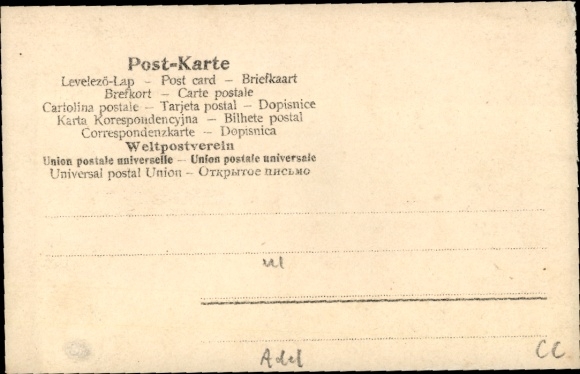 Post-Karte
Levelező-Lap – Post card – Briefkaart
Brefkort – Carte postale
Cartolina postale – Tarjeta postal – Dopisnice
Karta Korespondencyjna – Bilhete postal
Correspondenzkarte – Dopisnica
Weltpostverein
Union postale universelle – Union postale universale
Universal postal Union – Открытое письмо
Adel
CC